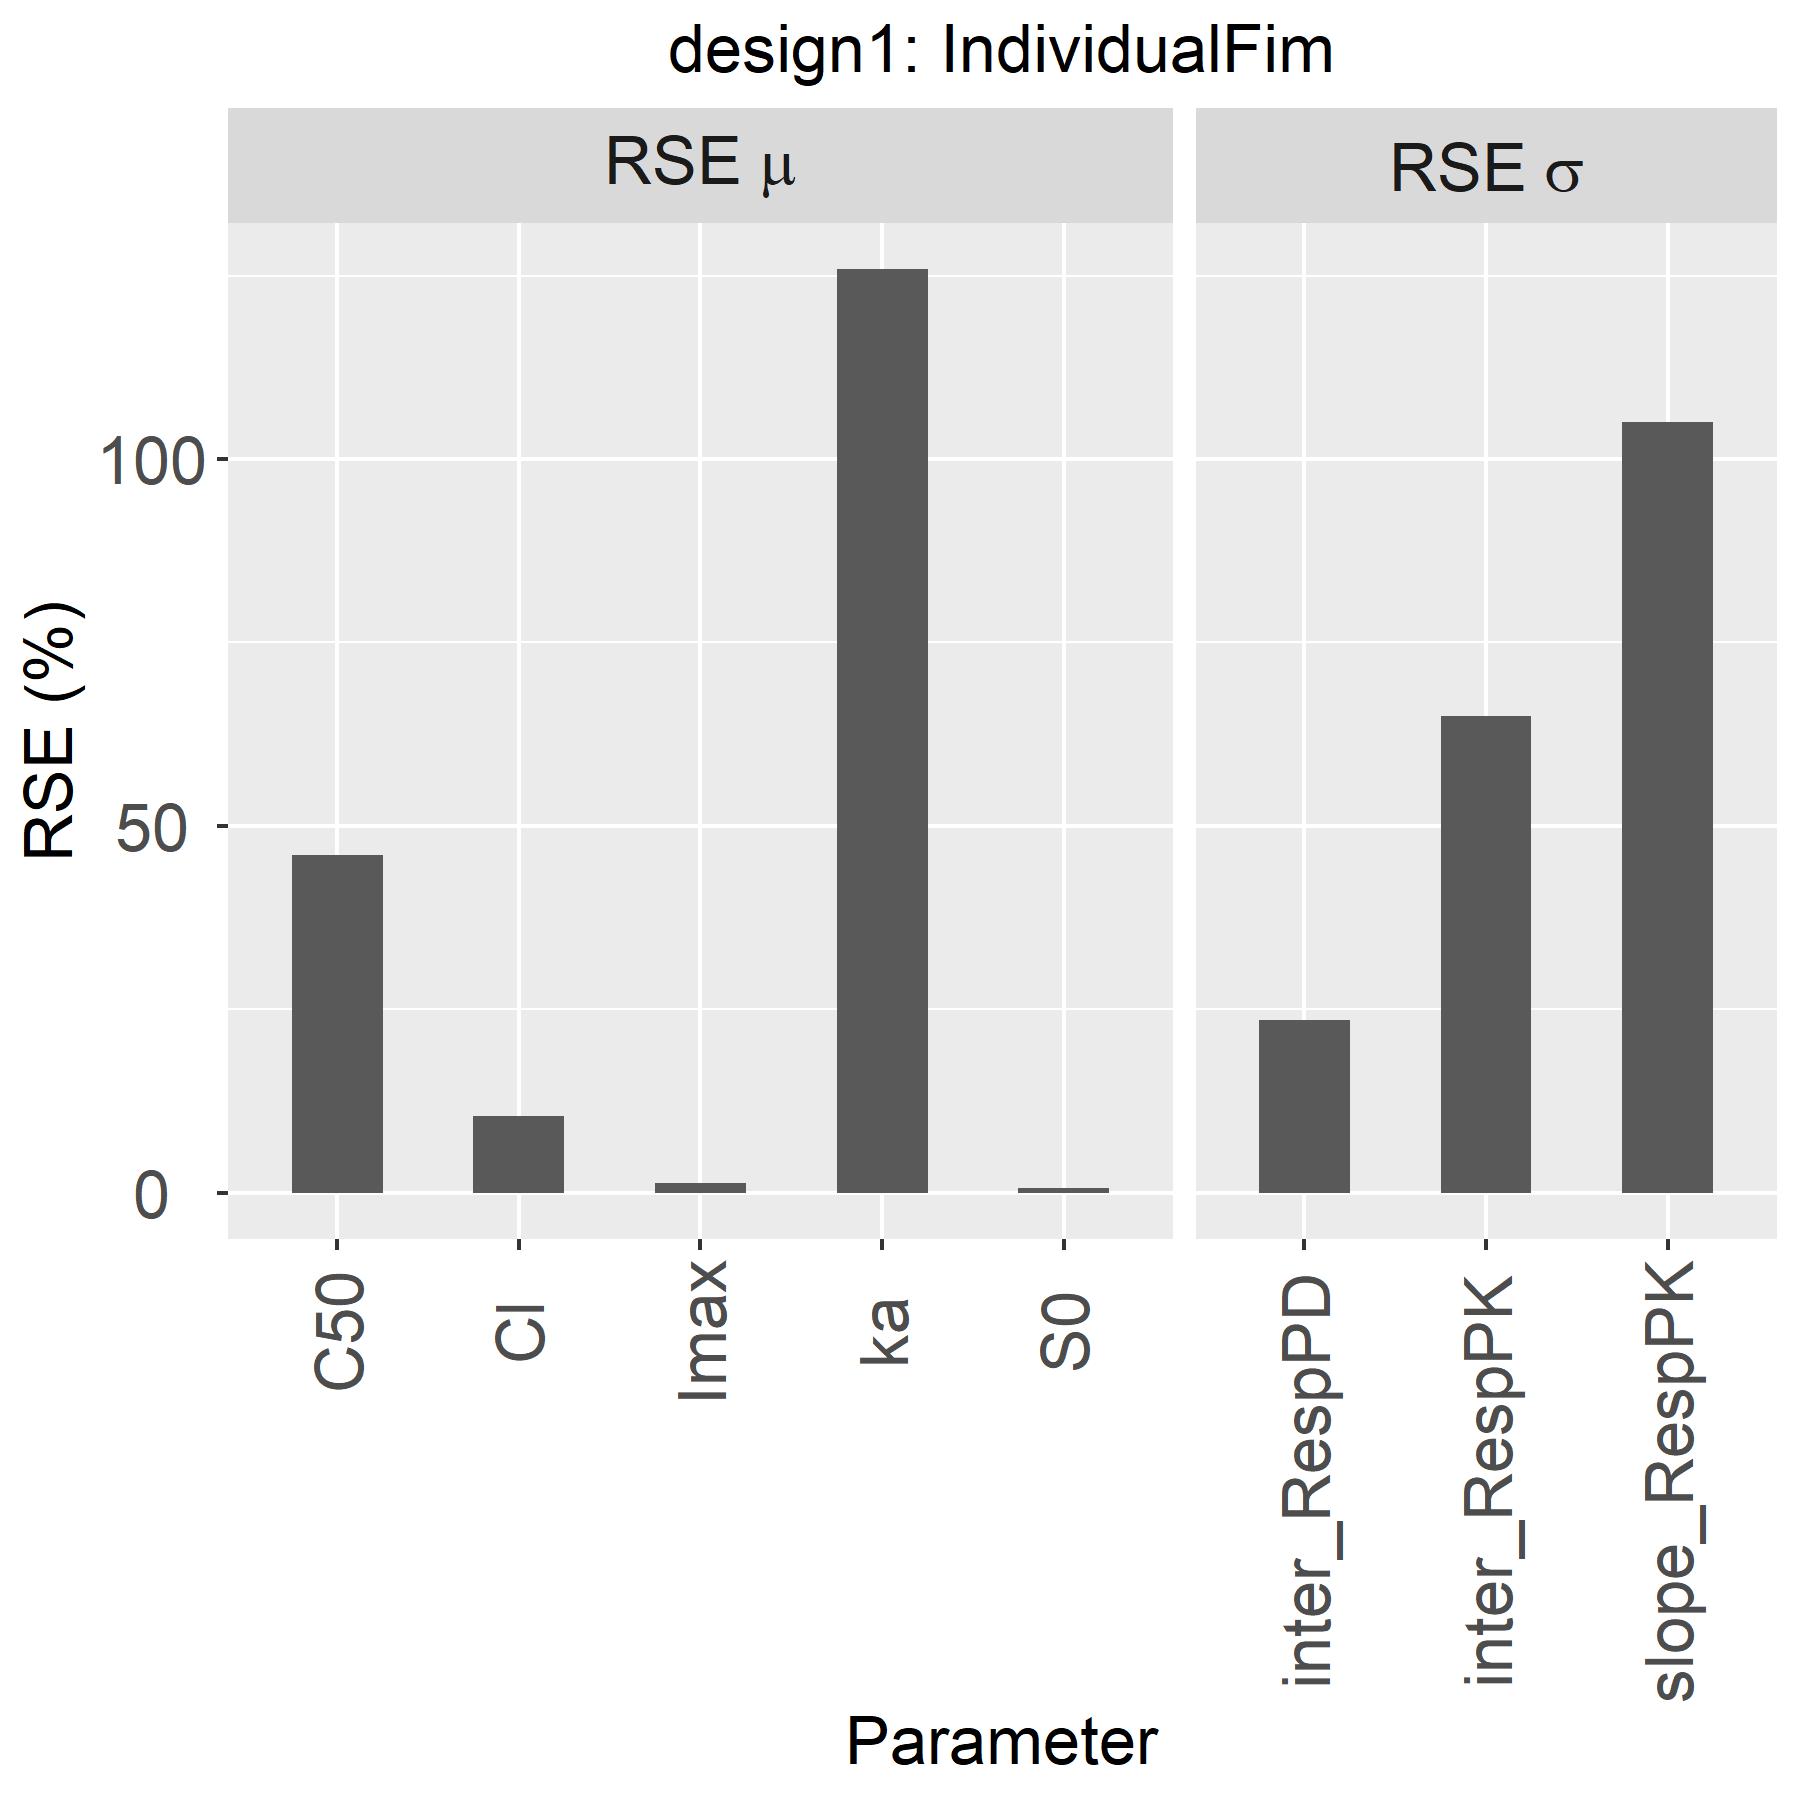 design1: IndividualFim
RSE μ
RSE σ
RSE (%)
100
50
0
C50
Cl
Imax
ka
S0
inter_RespPD
inter_RespPK
slope_RespPK
Parameter